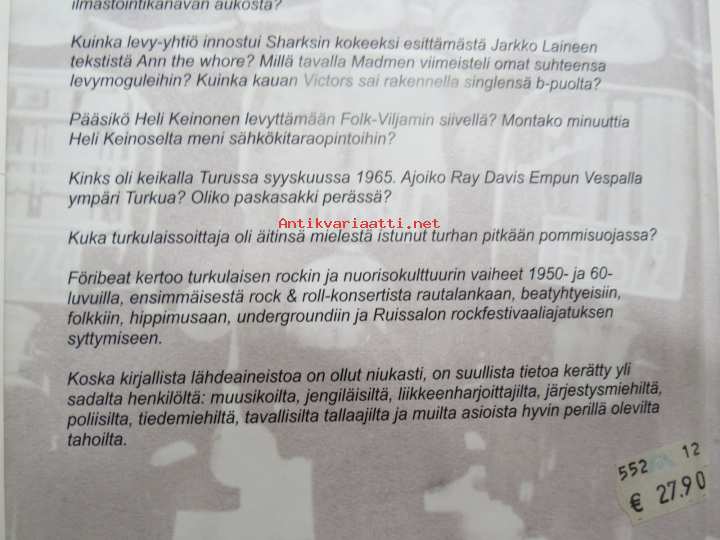 ilmastointikanavan aukosta?
Kuinka levy-yhtiö innostui Sharksin kokeeksi esittämästä Jarkko Laineen
tekstistä Ann the whore? Millä tavalla Madmen viimeisteli omat suhteensa
levymoguleihin? Kuinka kauan Victors sai rakennella singlensä b-puolta?
Pääsikö Heli Keinonen levyttämään Folk-Viljamin siivellä? Montako minuuttia
Heli Keinoselta meni sähkökitaraopintoihin?
Kinks oli keikalla Turussa syyskuussa 1965. Ajoiko Ray Davis Empun Vespalla
ympäri Turkua? Oliko paskasakki perässä?
Antikvariaatti.net
Kuka turkulaissoittaja oli äitinsä mielestä istunut turhan pitkään pommisuojassa?
Föribeat kertoo turkulaisen rockin ja nuorisokulttuurin vaiheet 1950- ja 60-
luvuilla, ensimmäisestä rock & roll-konsertista rautalankaan, beatyhtyeisiin,
folkkiin, hippimusaan, undergroundiin ja Ruissalon rockfestivaaliajatuksen
syttymiseen.
Koska kirjallista lähdeaineistoa on ollut niukasti, on suullista tietoa kerätty yli
sadalta henkilöltä: muusikoilta, jengiläisiltä, liikkeenharjoittajilta, järjestysmiehiltä,
poliisilta, tiedemiehiltä, tavallisilta tallaajilta ja muilta asioista hyvin perillä olevilta
tahoilta.
552 12
€ 27.90